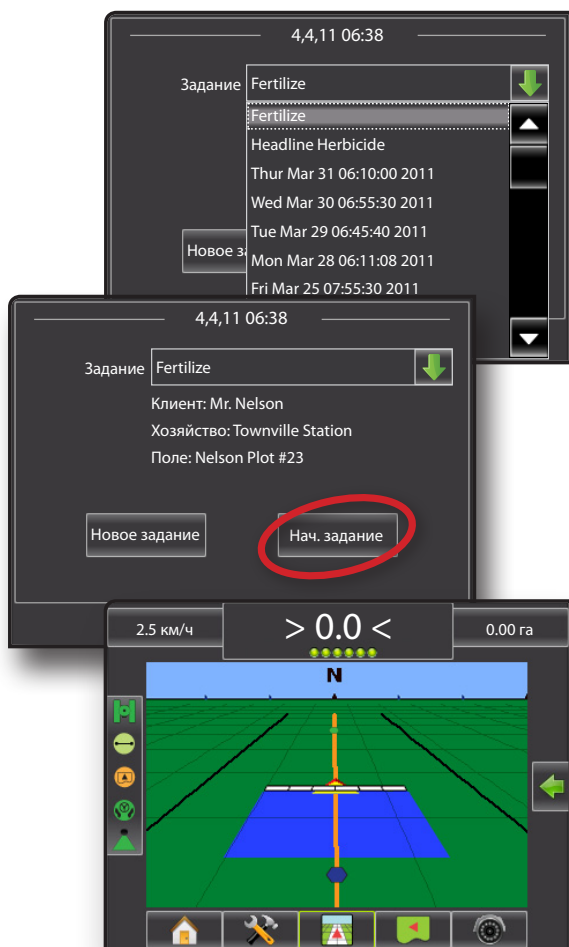 4,4,11 06:38
Задание Fertilize
Fertilize
Headline Herbicide
Thur Mar 31 06:10:00 2011
Wed Mar 30 06:55:30 2011
Tue Mar 29 06:45:40 2011
Новое з
Mon Mar 28 06:11:08 2011
Fri Mar 25 07:55:30 2011
4,4,11 06:38
Задание Fertilize
Клиент: Mr. Nelson
Хозяйство: Townville Station
Поле: Nelson Plot #23
Новое задание Нач. задание
2.5 км/ч > 0.0 < 0.00 га
N